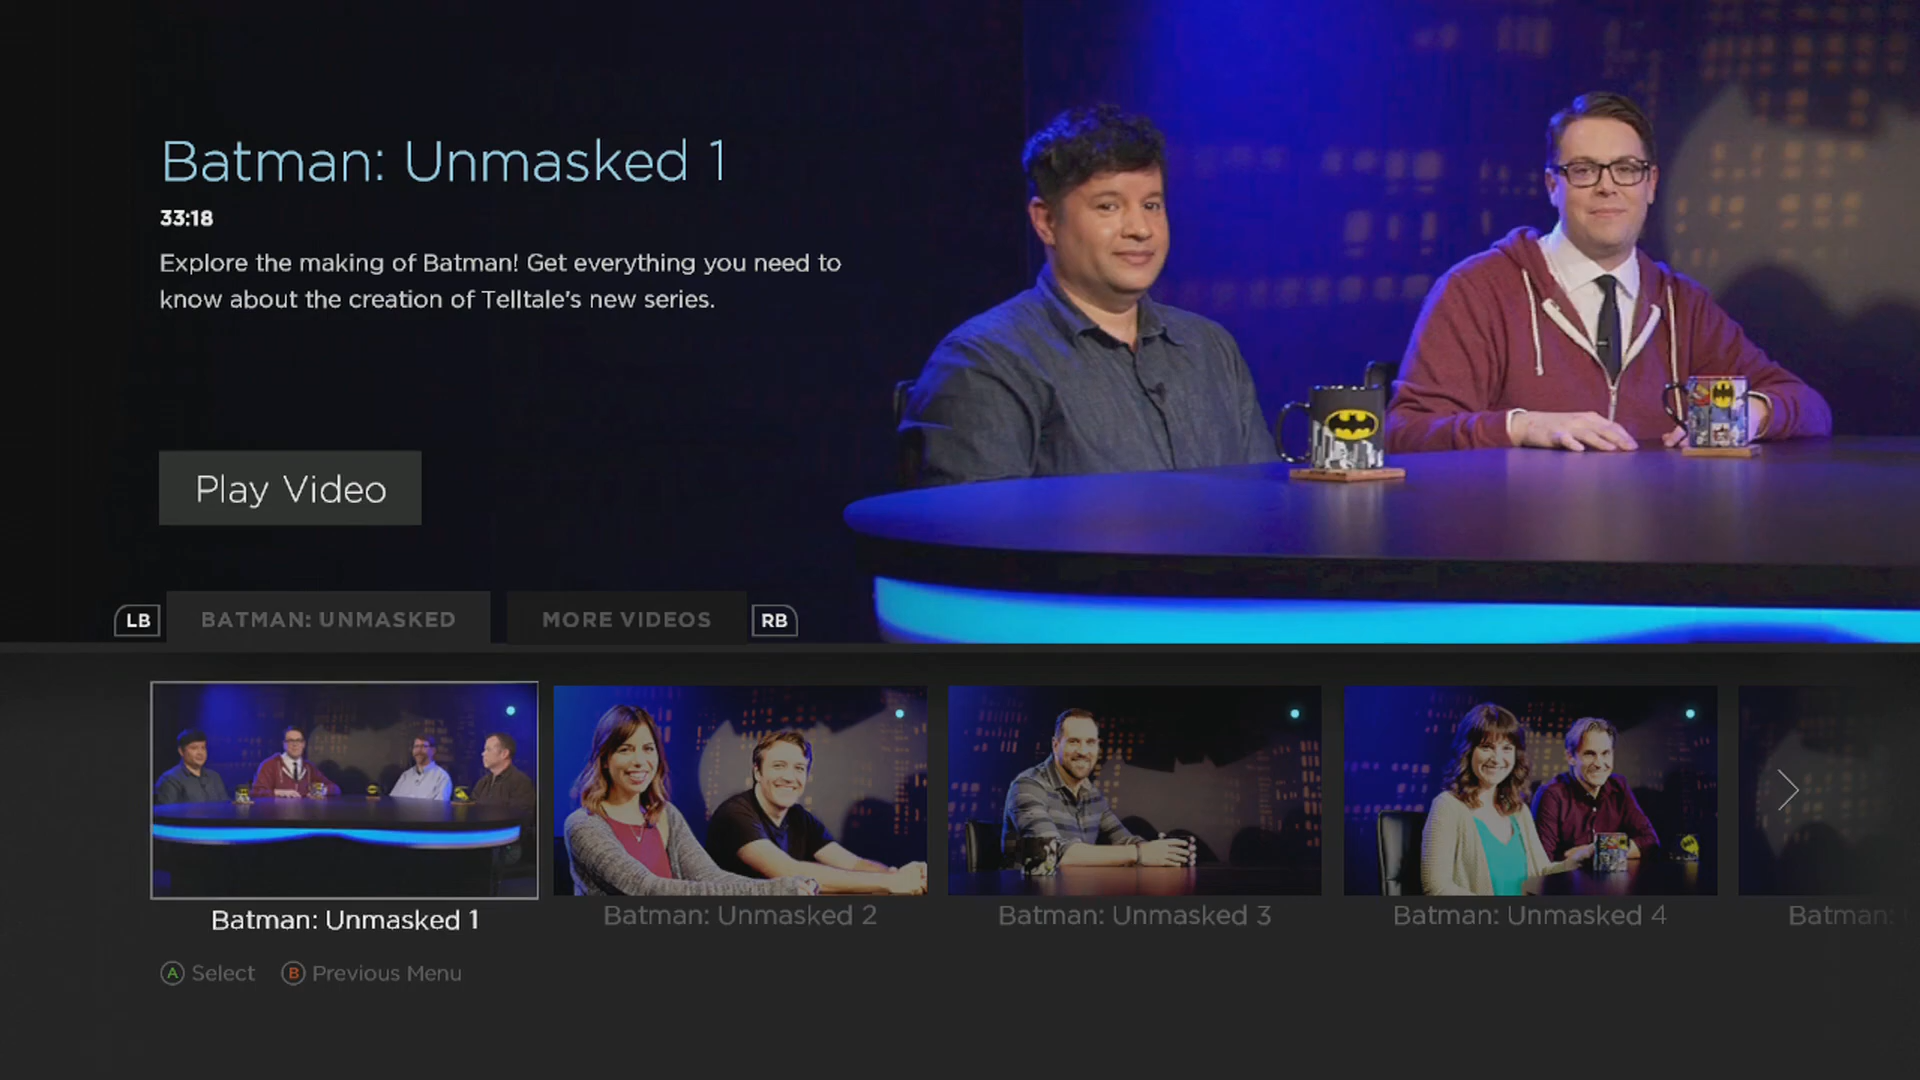 Batman: Unmasked 1
33:18
Explore the making of Batman! Get everything you need to
know about the creation of Telltale's new series.
Play Video
LB BATMAN: UNMASKED MORE VIDEOS RB
Batman: Unmasked 1 Batman: Unmasked 2 Batman: Unmasked 3 Batman: Unmasked 4 Batman:
A Select B Previous Menu